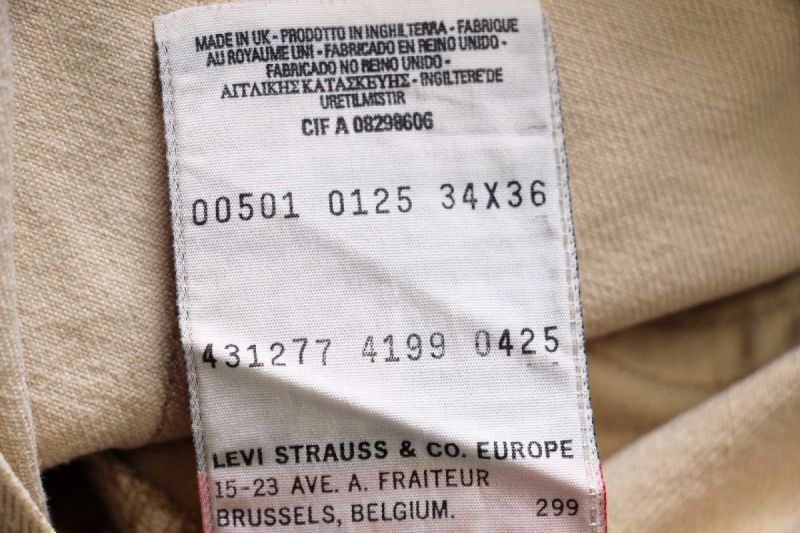 MADE IN UK - PRODOTTO IN INGHILTERRA - FABRIQUE
AU ROYAUME UNI - FABRICADO EN REINO UNIDO -
FABRICADO NO REINO UNIDO -
ΑΓΓΛΙΚΗΣ ΚΑΤΑΣΚΕΥΗΣ - INGILTERE'DE
URETILMISTIR
CIF A 08298606
00501 0125 34X36
431277 4199 0425
LEVI STRAUSS & CO. EUROPE
15-23 AVE. A. FRAITEUR
BRUSSELS, BELGIUM. 299